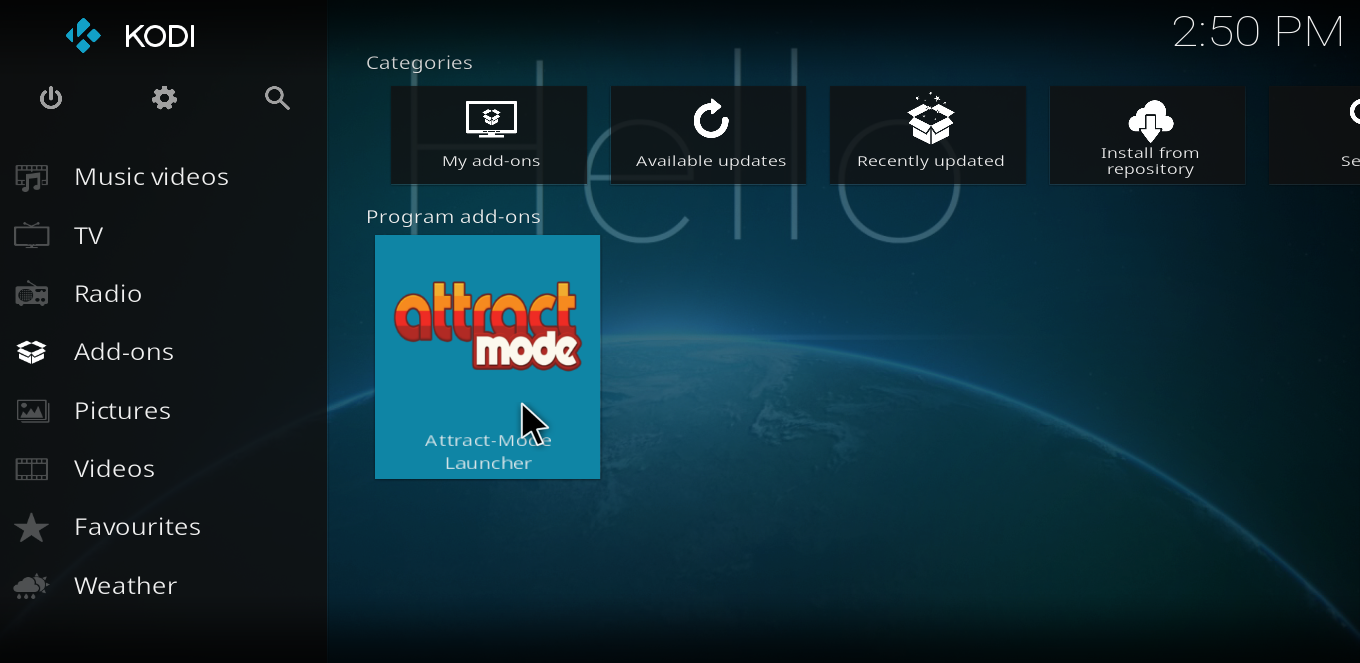 KODI
2:50 PM
Music videos
TV
Radio
Add-ons
Pictures
Videos
Favourites
Weather
Categories
My add-ons
Available updates
Recently updated
Install from
repository
Se
Hello
Program add-ons
attract
mode
Attract-Mode
Launcher